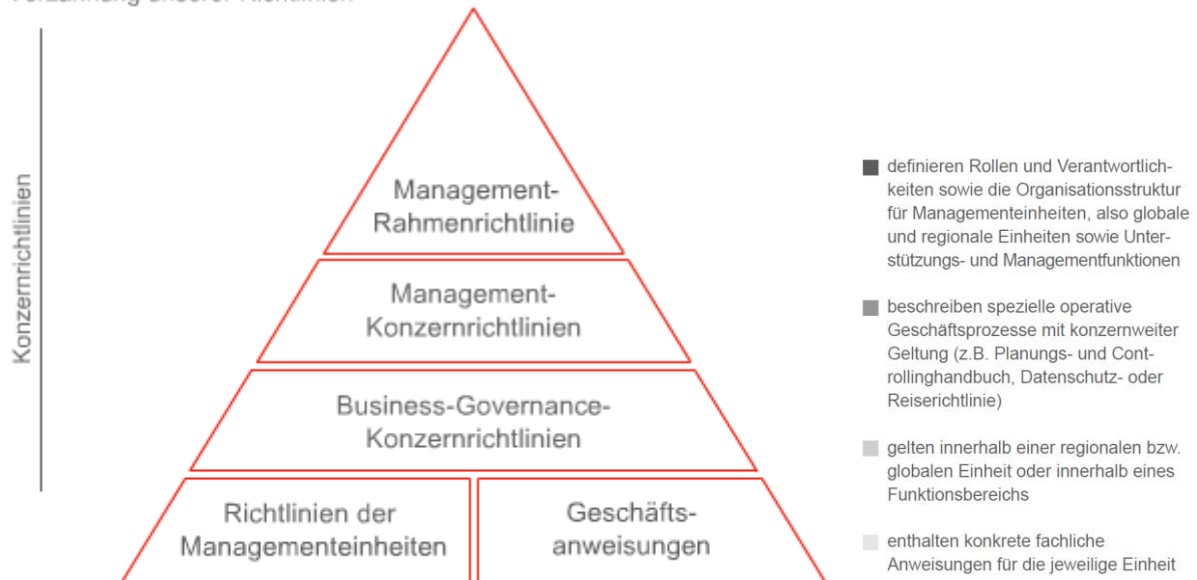 Verzahnung unserer Richtlinien
Konzernrichtlinien
Management-
Rahmenrichtlinie
Management-
Konzernrichtlinien
Business-Governance-
Konzernrichtlinien
Richtlinien der
Managementeinheiten
Geschäfts-
anweisungen
definieren Rollen und Verantwortlich-
keiten sowie die Organisationsstruktur
für Managementeinheiten, also globale
und regionale Einheiten sowie Unter-
stützungs- und Managementfunktionen
beschreiben spezielle operative
Geschäftsprozesse mit konzernweiter
Geltung (z.B. Planungs- und Cont-
rollinghandbuch, Datenschutz- oder
Reiserichtlinie)
gelten innerhalb einer regionalen bzw.
globalen Einheit oder innerhalb eines
Funktionsbereichs
enthalten konkrete fachliche
Anweisungen für die jeweilige Einheit